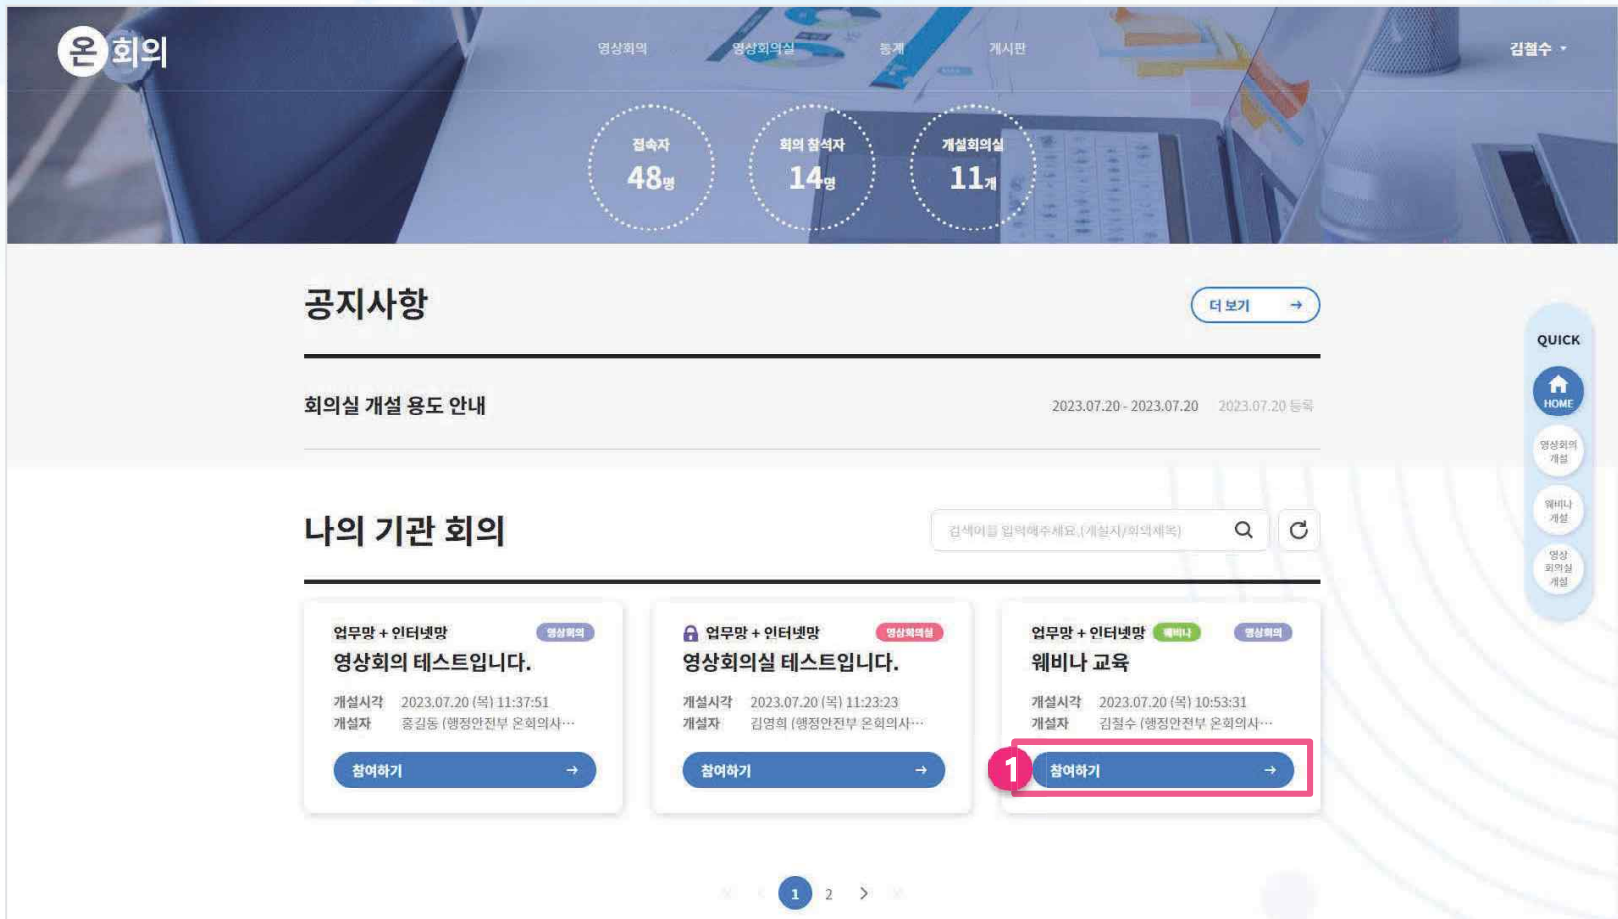 온회의
영상회의 영상회의실 통계 게시판
김철수
접속자
48명
회의 참석자
14명
개설회의실
11개
공지사항
더 보기 →
회의실 개설 용도 안내
2023.07.20 - 2023.07.20 2023.07.20 등록
나의 기관 회의
검색어를 입력해주세요.(개설자/회의제목)
QUICK
HOME
영상회의
개설
웨비나
개설
영상
회의실
개설
업무망 + 인터넷망 영상회의
영상회의 테스트입니다.
개설시각 2023.07.20 (목) 11:37:51
개설자 홍길동 (행정안전부 온회의사…
참여하기 →
업무망 + 인터넷망 영상회의실
영상회의실 테스트입니다.
개설시각 2023.07.20 (목) 11:23:23
개설자 김영희 (행정안전부 온회의사…
참여하기 →
업무망 + 인터넷망 웨비나 영상회의
웨비나 교육
개설시각 2023.07.20 (목) 10:53:31
개설자 김철수 (행정안전부 온회의사…
1 참여하기 →
1 2 >